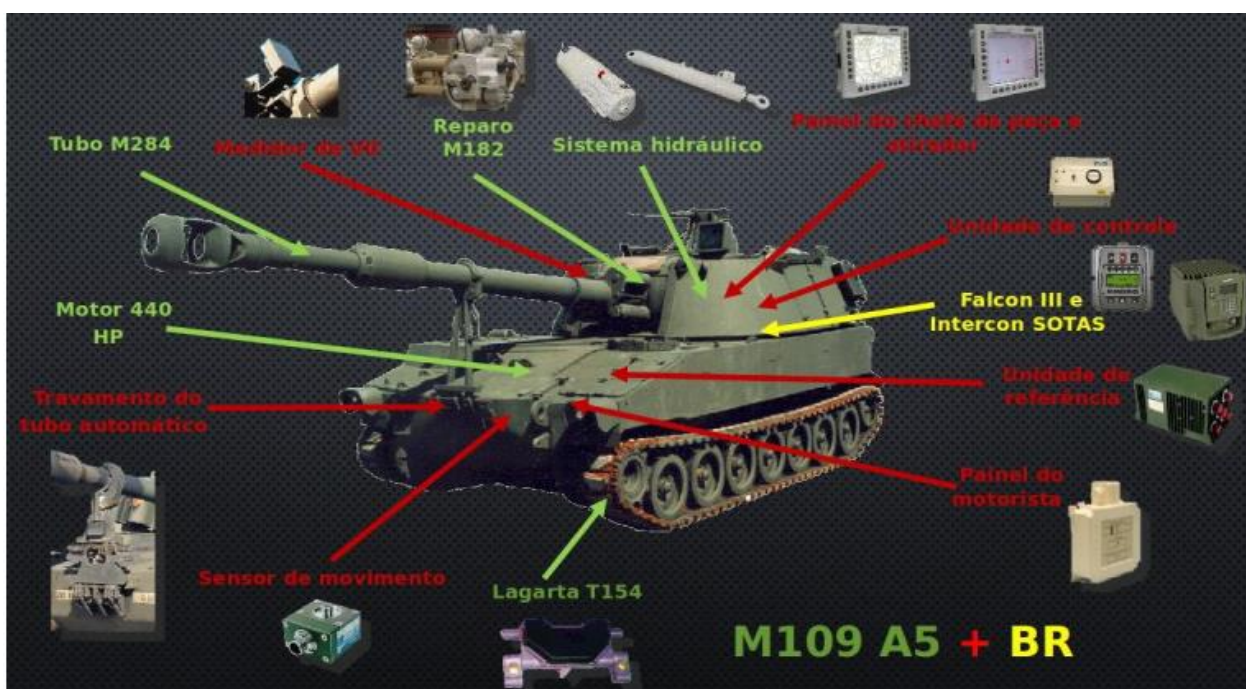 Tubo M284
Medidor de V0
Reparo
M182
Sistema hidráulico
Painel do chefe de peça e
atirador
Unidade de controle
Falcon III e
Intercon SOTAS
Motor 440
HP
Unidade de
referência
Travamento do
tubo automático
Painel do
motorista
Sensor de movimento
Lagarta T154
M109 A5 + BR